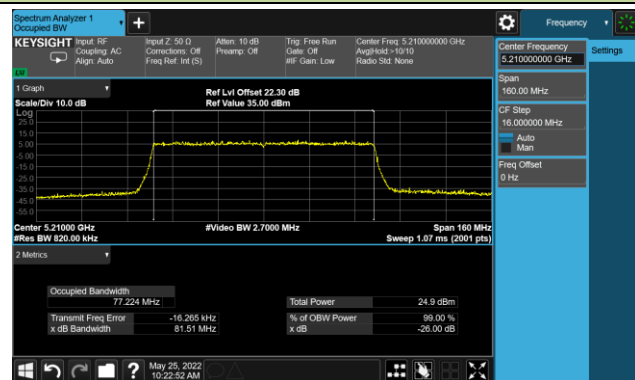 Spectrum Analyzer 1
Occupied BW
+
Frequency
KEYSIGHT
Input: RF
Coupling: AC
Align: Auto
Input Z: 50 Ω
Corrections: Off
Freq Ref: Int (S)
Atten: 10 dB
Preamp: Off
Trig: Free Run
Gate: Off
#IF Gain: Low
Center Freq: 5.210000000 GHz
Avg|Hold:>10/10
Radio Std: None
Center Frequency
5.210000000 GHz
Settings
Span
160.00 MHz
CF Step
16.000000 MHz
Auto
Man
Freq Offset
0 Hz
1 Graph
Scale/Div 10.0 dB
Ref Lvl Offset 22.30 dB
Ref Value 35.00 dBm
Log
25.0
15.0
5.00
-5.00
-15.0
-25.0
-35.0
-45.0
-55.0
Center 5.21000 GHz
#Video BW 2.7000 MHz
Span 160 MHz
#Res BW 820.00 kHz
Sweep 1.07 ms (2001 pts)
2 Metrics
Occupied Bandwidth
77.224 MHz
Total Power 24.9 dBm
Transmit Freq Error -16.265 kHz
% of OBW Power 99.00 %
x dB Bandwidth 81.51 MHz
x dB -26.00 dB
?
May 25, 2022
10:22:52 AM